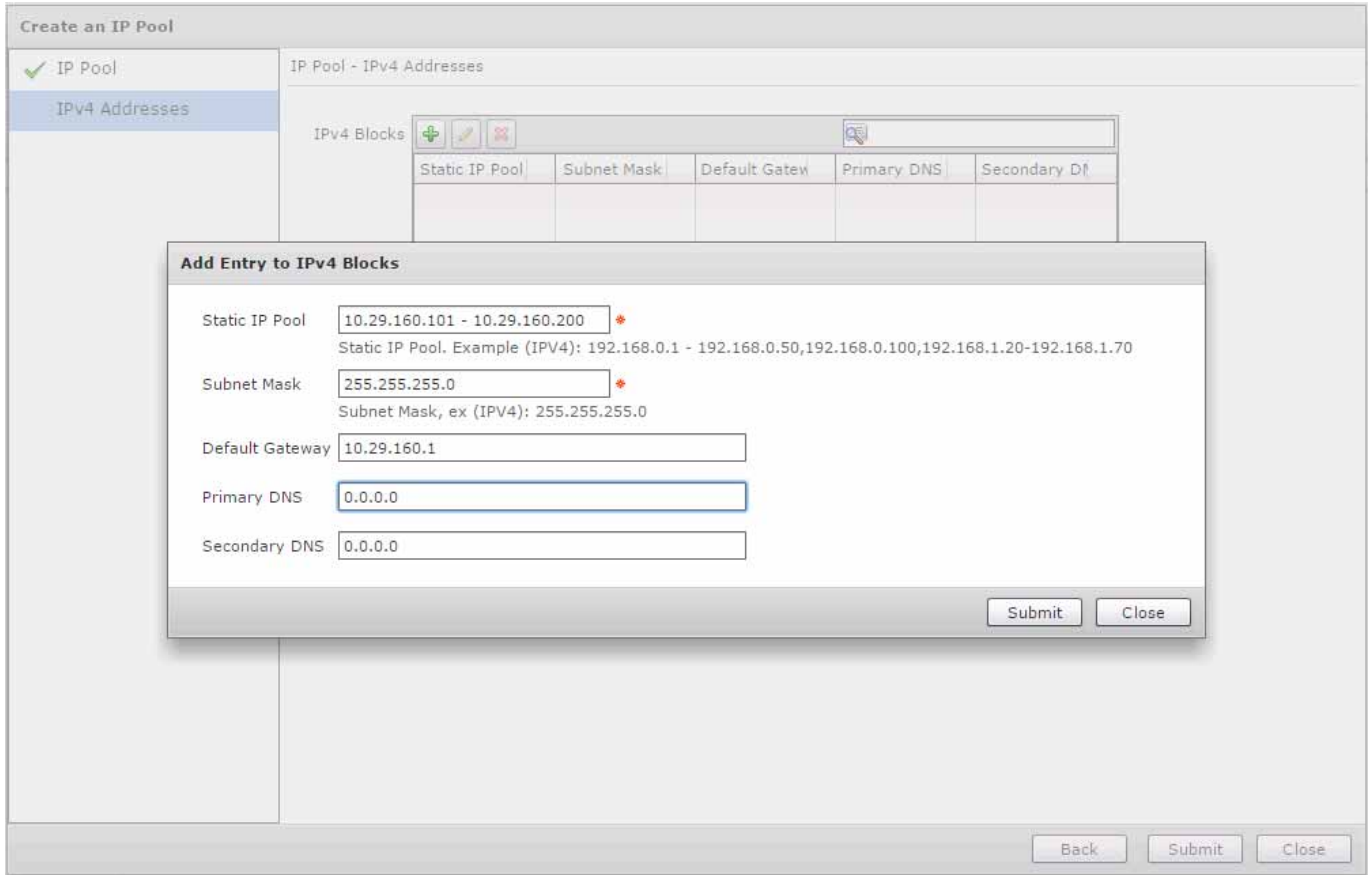 Create an IP Pool
IP Pool
IPv4 Addresses
IP Pool - IPv4 Addresses
IPv4 Blocks
Static IP Pool Subnet Mask Default Gatew Primary DNS Secondary DN
Add Entry to IPv4 Blocks
Static IP Pool 10.29.160.101 - 10.29.160.200 *
Static IP Pool. Example (IPV4): 192.168.0.1 - 192.168.0.50,192.168.0.100,192.168.1.20-192.168.1.70
Subnet Mask 255.255.255.0 *
Subnet Mask, ex (IPV4): 255.255.255.0
Default Gateway 10.29.160.1
Primary DNS 0.0.0.0
Secondary DNS 0.0.0.0
Submit Close
Back Submit Close